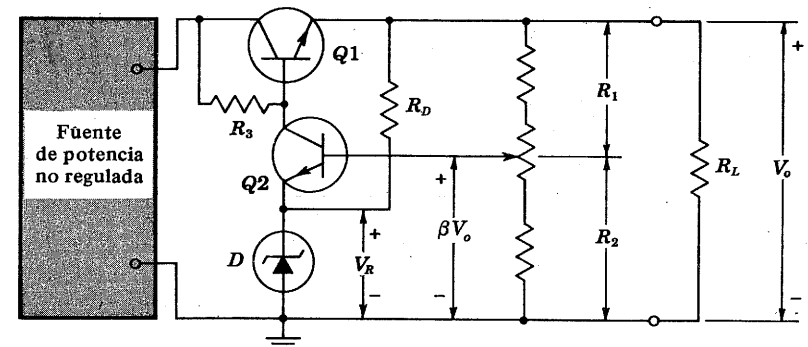 Fuente
de potencia
no regulada
Q1
R3
RD
Q2
D
+
VR
−
+
βVo
−
R1
R2
RL
+
Vo
−